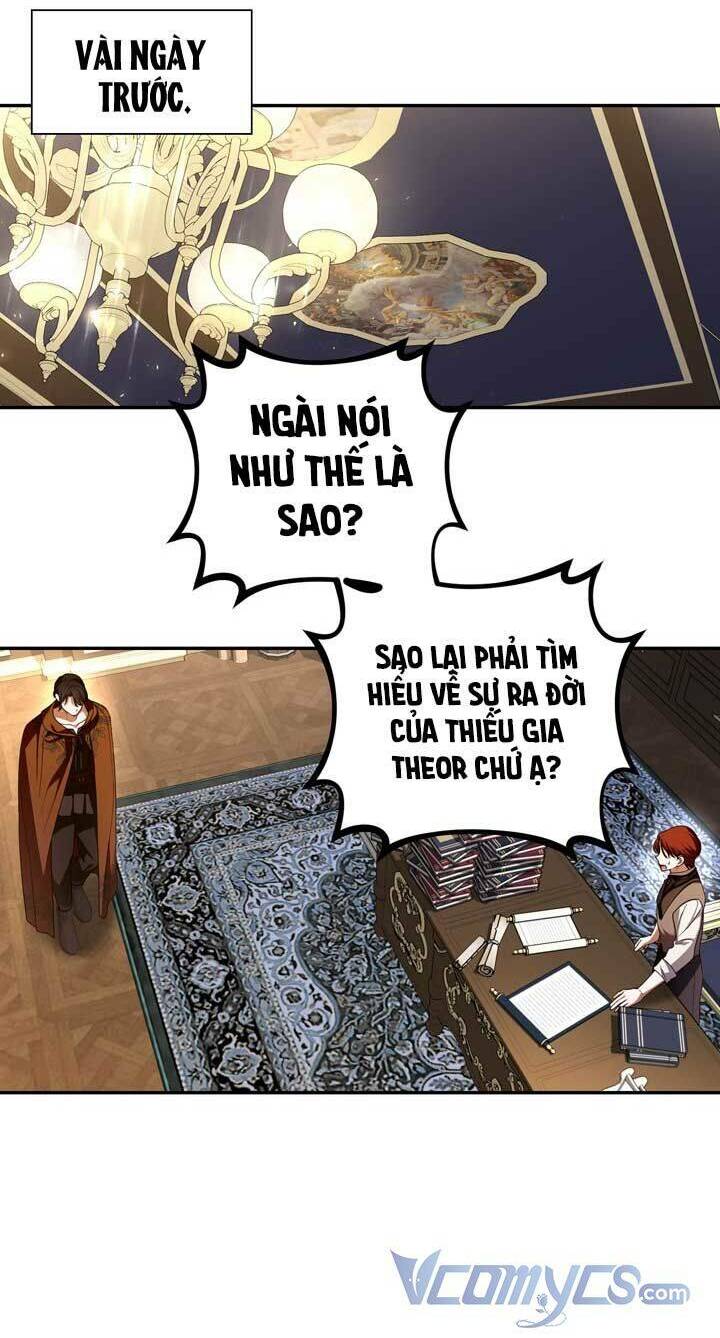 VÀI NGÀY
TRƯỚC.
NGÀI NÓI
NHƯ THẾ LÀ
SAO?
SAO LẠI PHẢI TÌM
HIỂU VỀ SỰ RA ĐỜI
CỦA THIẾU GIA
THEOR CHỨ Ạ?
VCOMYCS.com